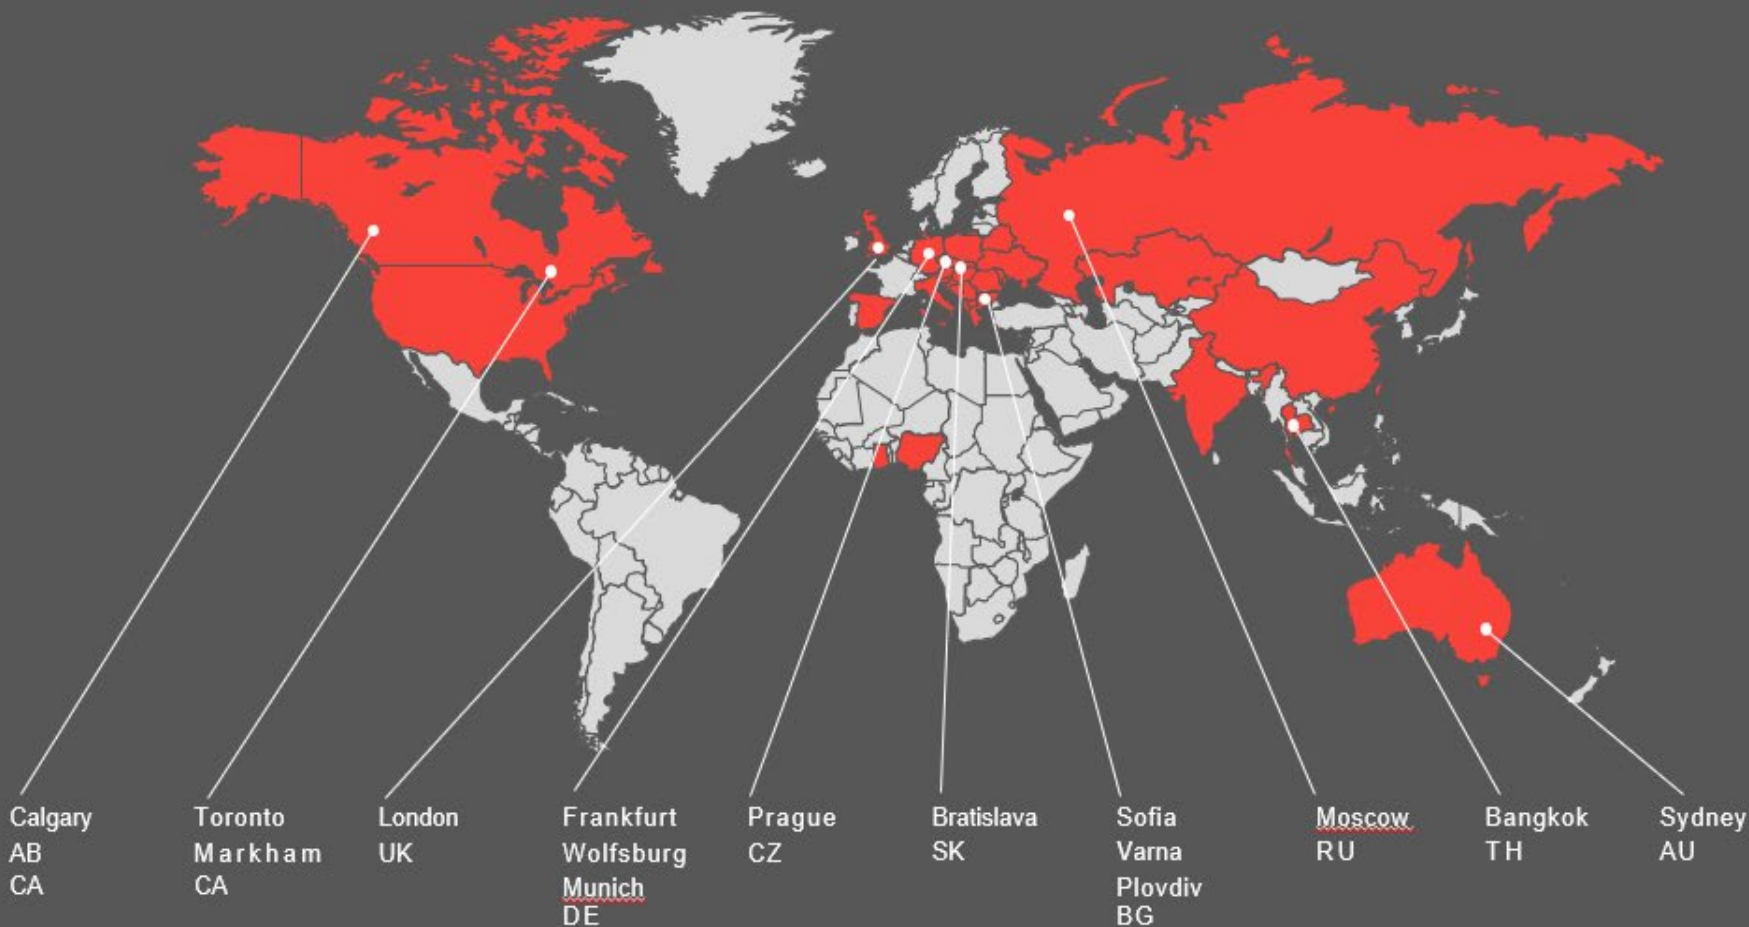 Calgary
AB
CA
Toronto
Markham
CA
London
UK
Frankfurt
Wolfsburg
Munich
DE
Prague
CZ
Bratislava
SK
Sofia
Varna
Plovdiv
BG
Moscow
RU
Bangkok
TH
Sydney
AU